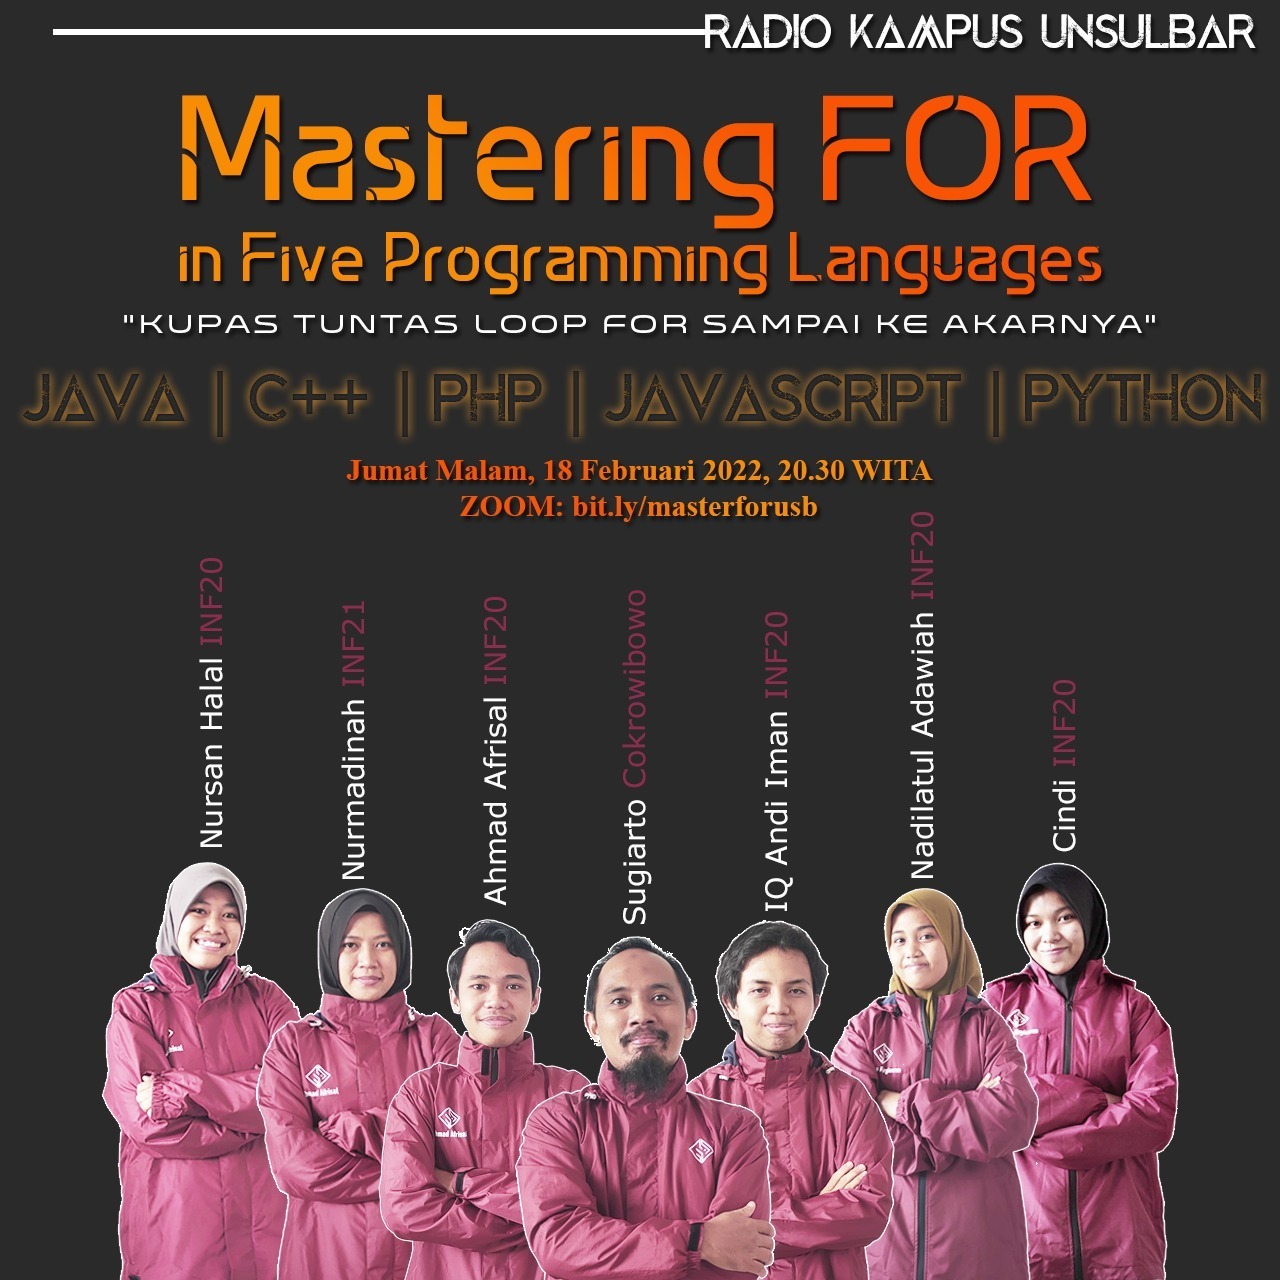 RADIO KAMPUS UNSULBAR
Mastering FOR
in Five Programming Languages
"KUPAS TUNTAS LOOP FOR SAMPAI KE AKARNYA"
JAVA | C++ | PHP | JAVASCRIPT | PYTHON
Jumat Malam, 18 Februari 2022, 20.30 WITA
ZOOM: bit.ly/masterforusb
Nursan Halal INF20
Nurmadinah INF21
Ahmad Afrisal INF20
Sugiarto Cokrowibowo
IQ Andi Iman INF20
Nadilatul Adawiah INF20
Cindi INF20